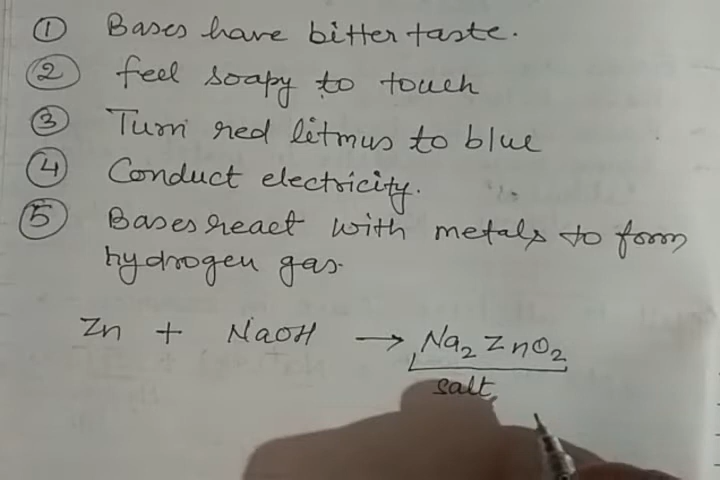 ① Bases have bitter taste.
② feel soapy to touch
③ Turn red litmus to blue
④ Conduct electricity.
⑤ Bases react with metals to form
hydrogen gas.
Zn + NaOH → Na₂ZnO₂
salt